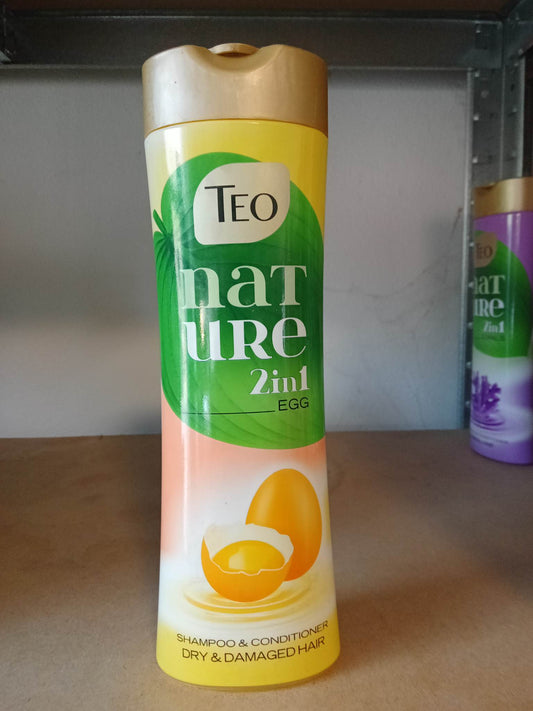 TEO
naT
uRe
2in1
EGG
SHAMPOO & CONDITIONER
DRY & DAMAGED HAIR
TEO
naT
uRe
2in1